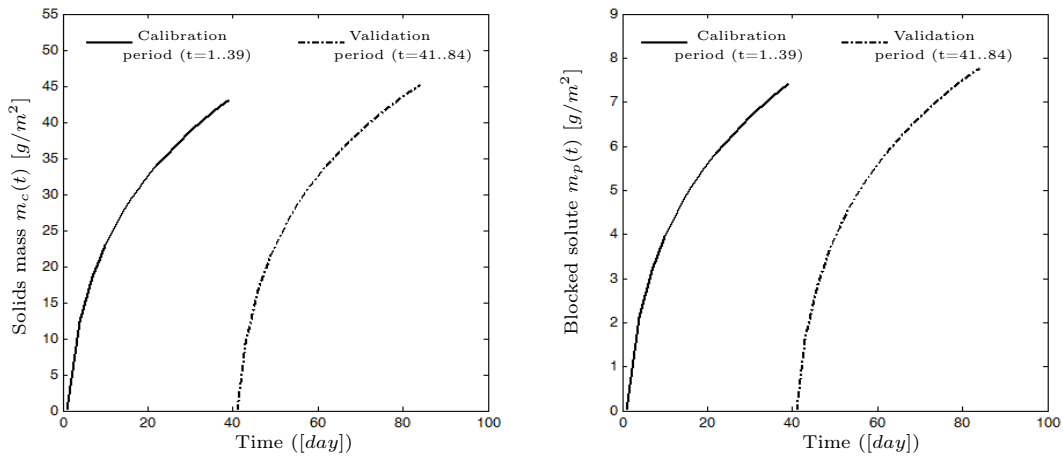 55
50
45
40
35
30
25
20
15
10
5
0
Solids mass m_c(t) [g/m^2]
Calibration
period (t=1..39)
Validation
period (t=41..84)
0 20 40 60 80 100
Time ([day])
9
8
7
6
5
4
3
2
1
0
Blocked solute m_p(t) [g/m^2]
Calibration
period (t=1..39)
Validation
period (t=41..84)
0 20 40 60 80 100
Time ([day])